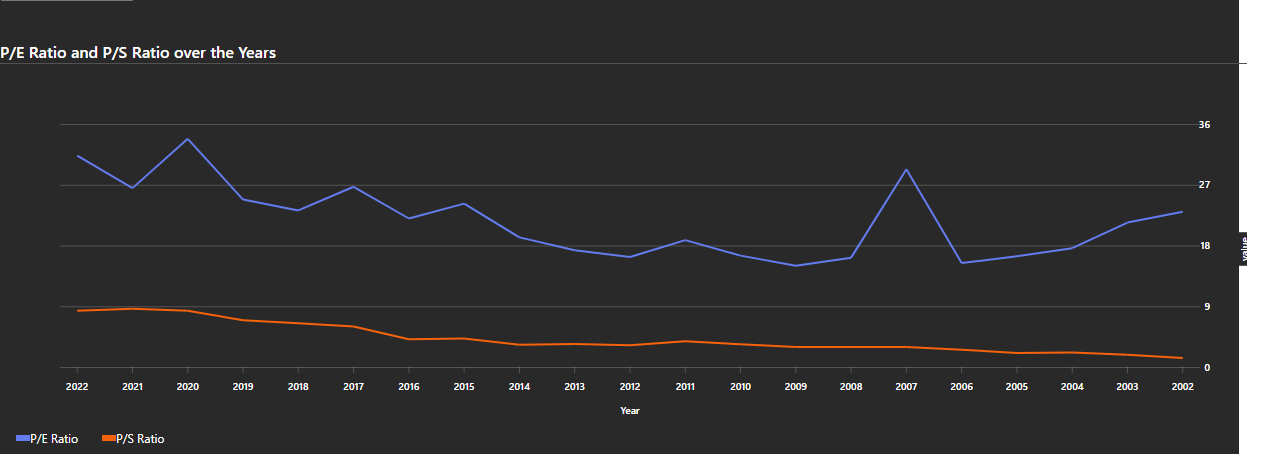 P/E Ratio and P/S Ratio over the Years
36
27
18
9
0
value
2022 2021 2020 2019 2018 2017 2016 2015 2014 2013 2012 2011 2010 2009 2008 2007 2006 2005 2004 2003 2002
Year
P/E Ratio P/S Ratio